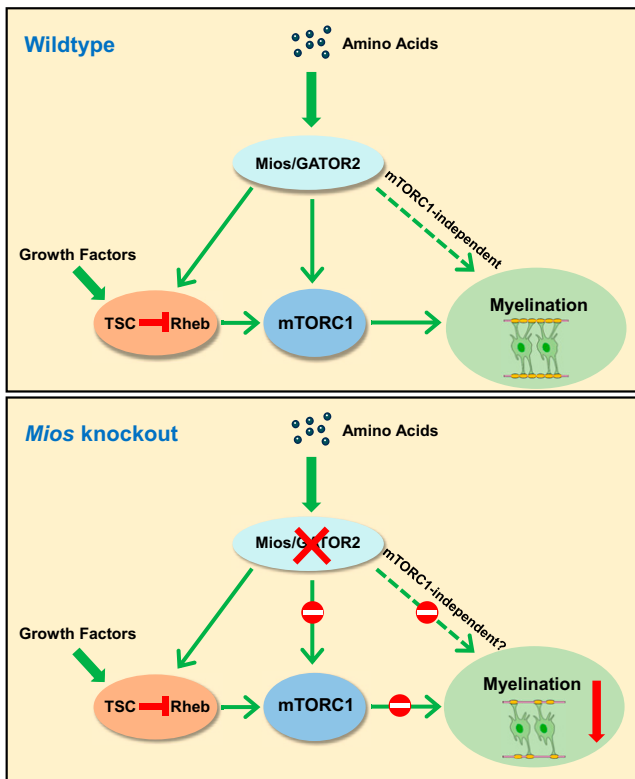 Wildtype
Amino Acids
Mios/GATOR2
mTORC1-independent
Growth Factors
TSC Rheb
mTORC1
Myelination
Mios knockout
Amino Acids
Mios/GATOR2
mTORC1-independent?
Growth Factors
TSC Rheb
mTORC1
Myelination